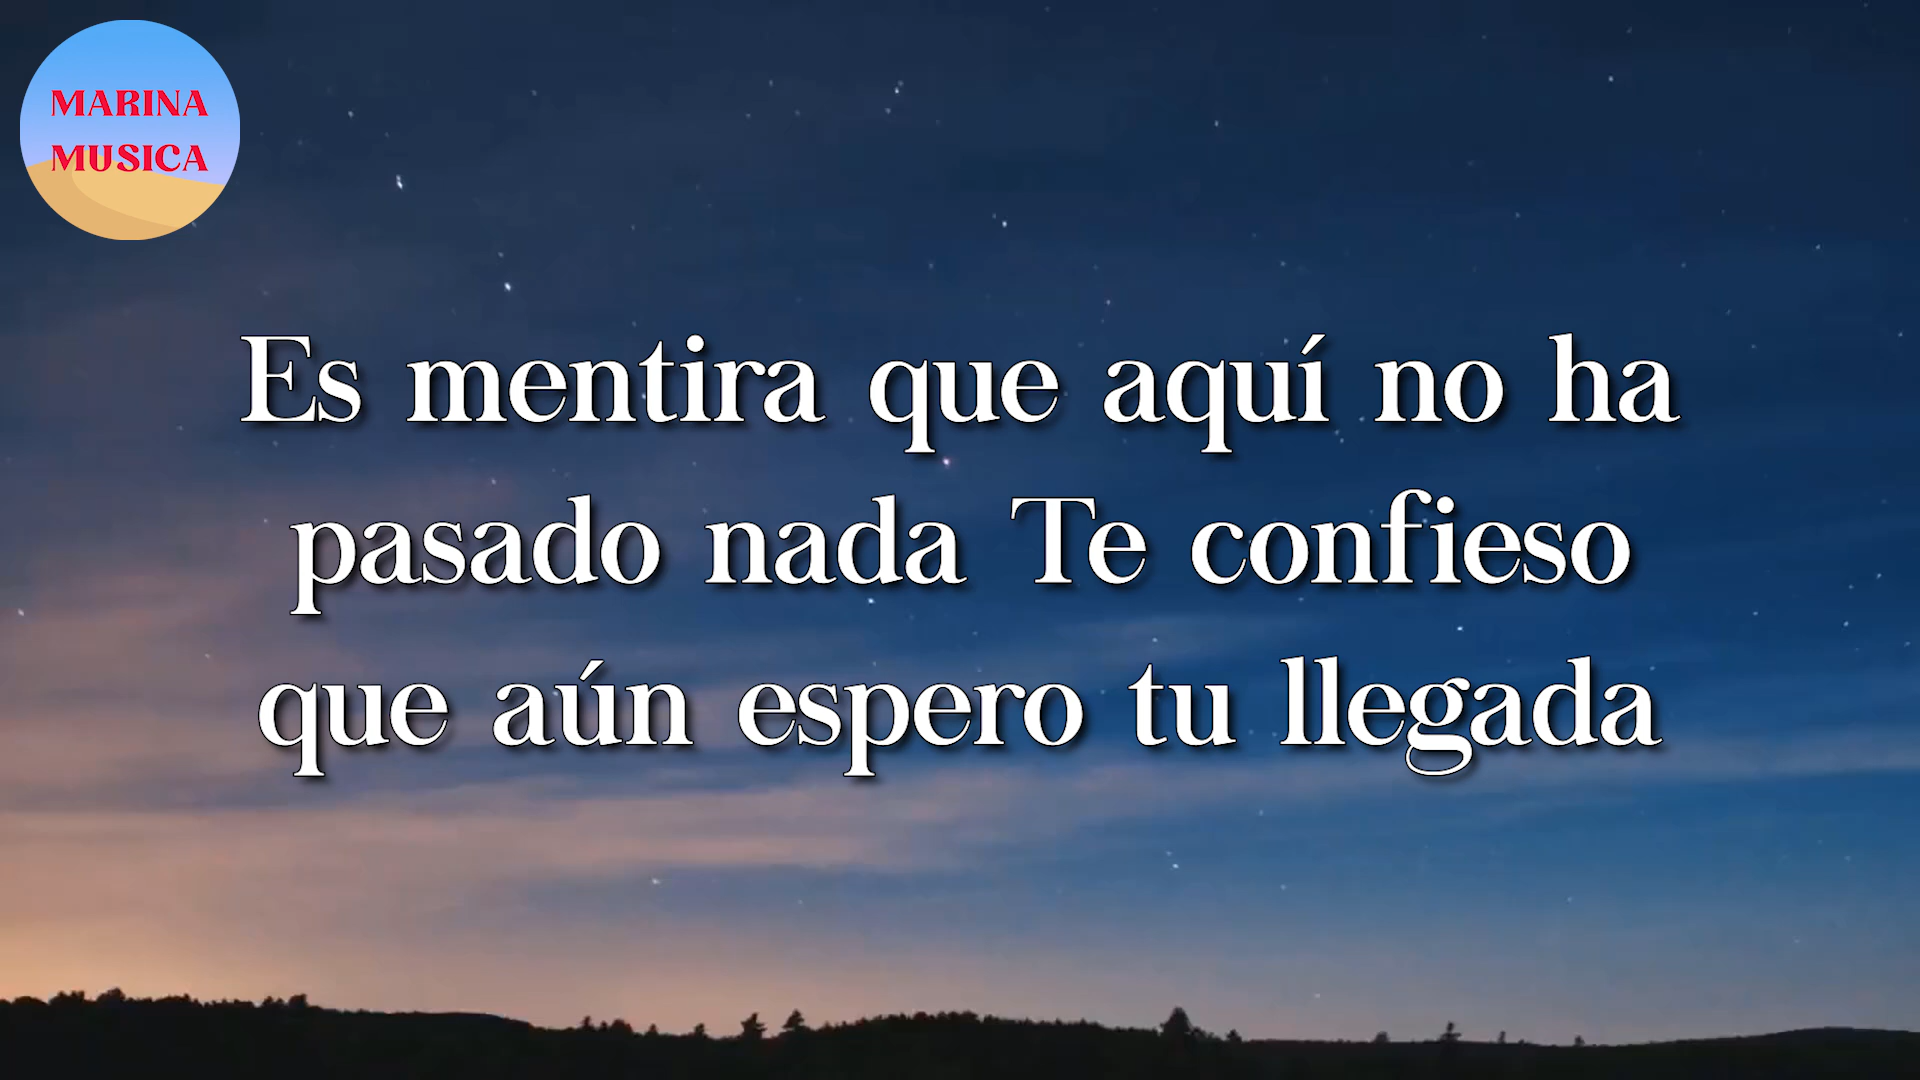 MARINA
MUSICA
Es mentira que aquí no ha
pasado nada Te confieso
que aún espero tu llegada